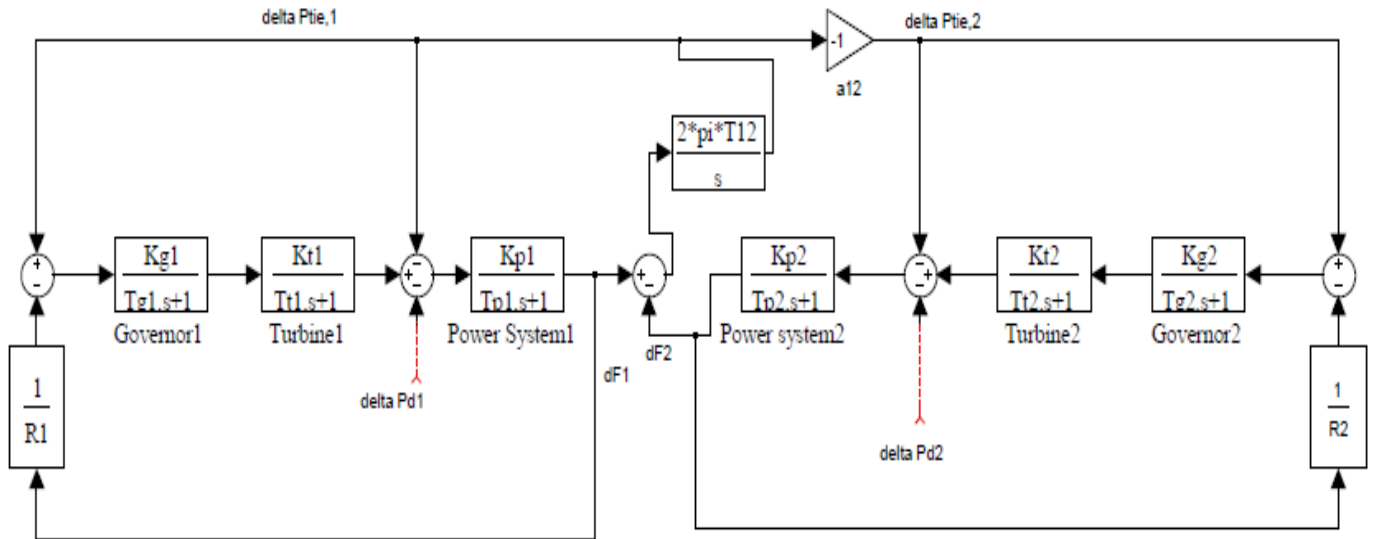 delta Ptie,1
delta Ptie,2
-1
a12
2*pi*T12
s
+
-
Kg1
Tg1.s+1
Governor1
Kt1
Tt1.s+1
Turbine1
-
+
-
Kp1
Tp1.s+1
Power System1
+
-
Kp2
Tp2.s+1
Power system2
-
+
-
Kt2
Tt2.s+1
Turbine2
Kg2
Tg2.s+1
Governor2
+
-
dF2
dF1
delta Pd1
delta Pd2
1
R1
1
R2